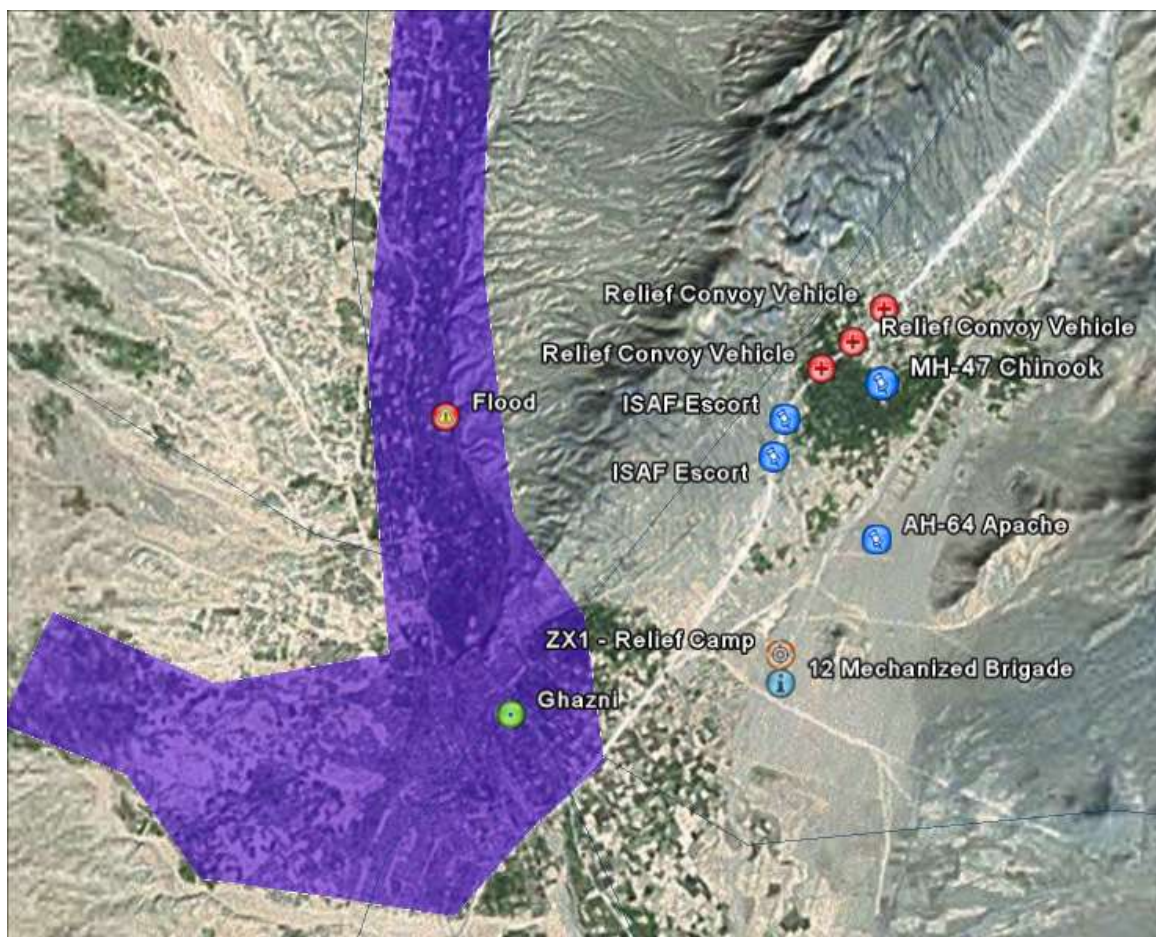 Relief Convoy Vehicle
Relief Convoy Vehicle
Relief Convoy Vehicle
MH-47 Chinook
Flood
ISAF Escort
ISAF Escort
AH-64 Apache
ZX1 - Relief Camp
12 Mechanized Brigade
Ghazni